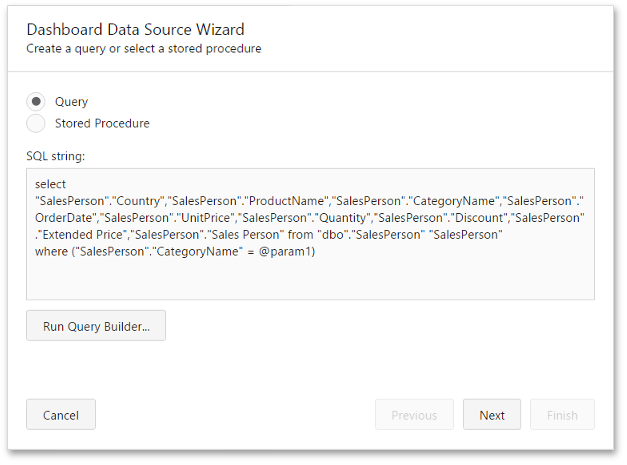 Dashboard Data Source Wizard
Create a query or select a stored procedure
Query
Stored Procedure
SQL string:
select
"SalesPerson"."Country","SalesPerson"."ProductName","SalesPerson"."CategoryName","SalesPerson"."
OrderDate","SalesPerson"."UnitPrice","SalesPerson"."Quantity","SalesPerson"."Discount","SalesPerson"
."Extended Price","SalesPerson"."Sales Person" from "dbo"."SalesPerson" "SalesPerson"
where ("SalesPerson"."CategoryName" = @param1)
Run Query Builder...
Cancel Previous Next Finish